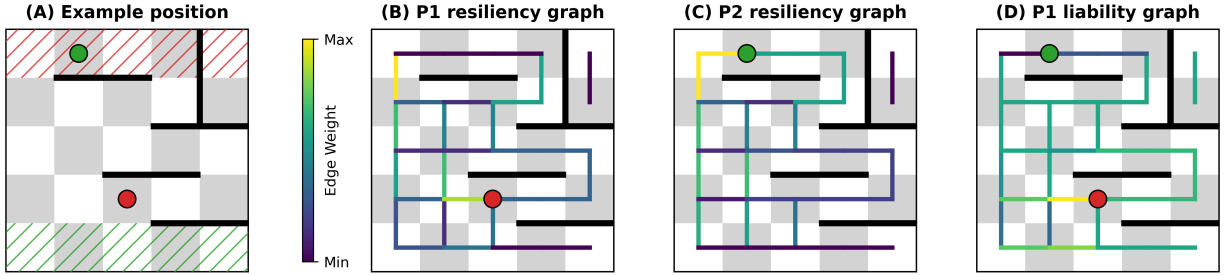 (A) Example position
(B) P1 resiliency graph
(C) P2 resiliency graph
(D) P1 liability graph
Max
Edge Weight
Min